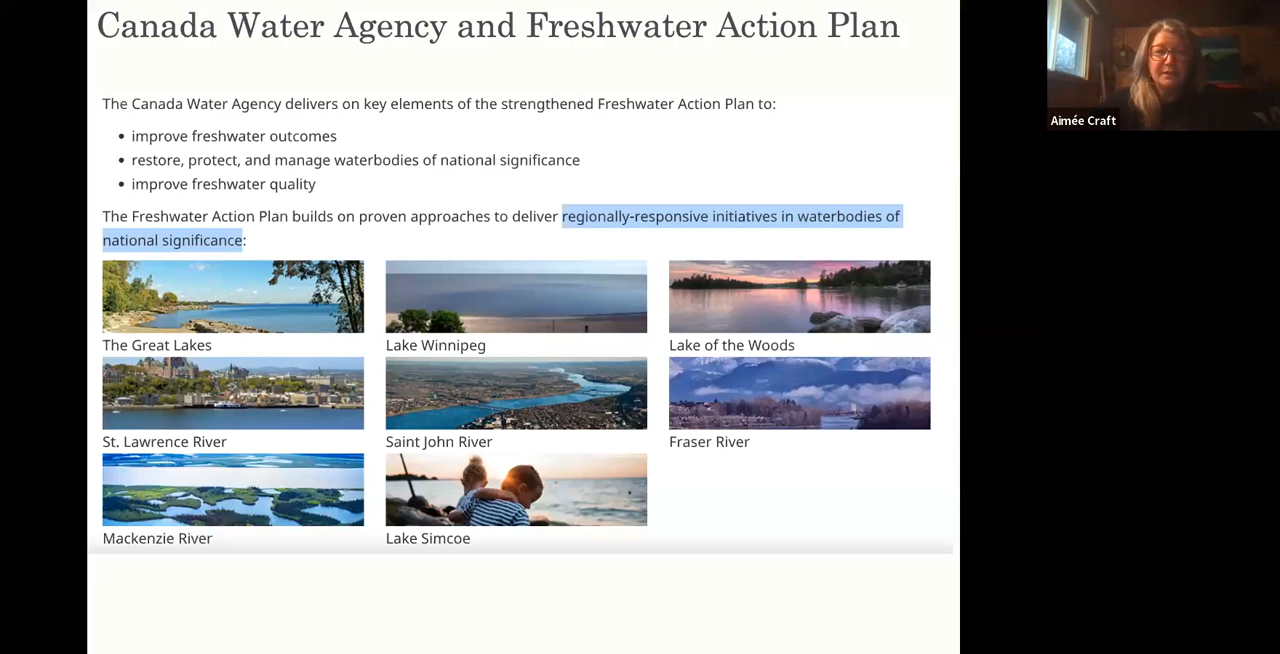 Canada Water Agency and Freshwater Action Plan
Aimée Craft
The Canada Water Agency delivers on key elements of the strengthened Freshwater Action Plan to:
• improve freshwater outcomes
• restore, protect, and manage waterbodies of national significance
• improve freshwater quality
The Freshwater Action Plan builds on proven approaches to deliver regionally-responsive initiatives in waterbodies of
national significance:
The Great Lakes
Lake Winnipeg
Lake of the Woods
St. Lawrence River
Saint John River
Fraser River
Mackenzie River
Lake Simcoe